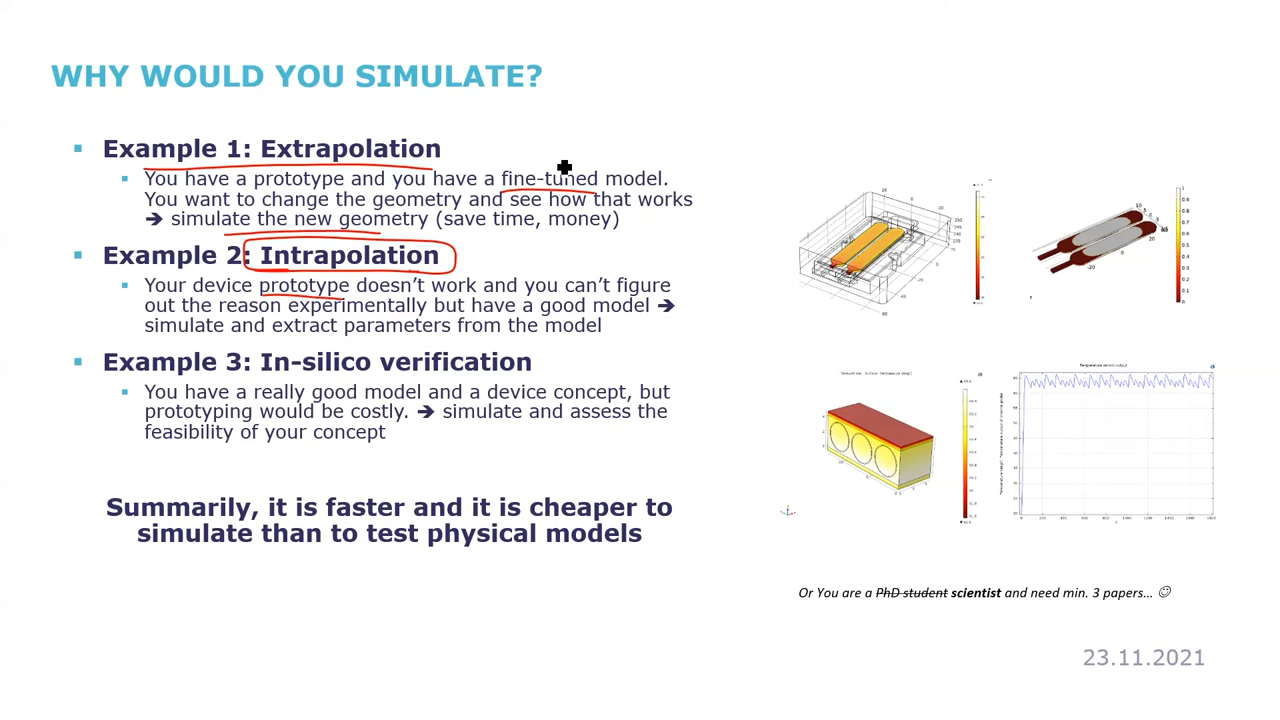 WHY WOULD YOU SIMULATE?
Example 1: Extrapolation
You have a prototype and you have a fine-tuned model.
You want to change the geometry and see how that works
➔ simulate the new geometry (save time, money)
Example 2: Intrapolation
Your device prototype doesn't work and you can't figure
out the reason experimentally but have a good model ➔
simulate and extract parameters from the model
Example 3: In-silico verification
You have a really good model and a device concept, but
prototyping would be costly. ➔ simulate and assess the
feasibility of your concept
Summarily, it is faster and it is cheaper to
simulate than to test physical models
Temperature sensor output
Or You are a PhD student scientist and need min. 3 papers... ☺
23.11.2021